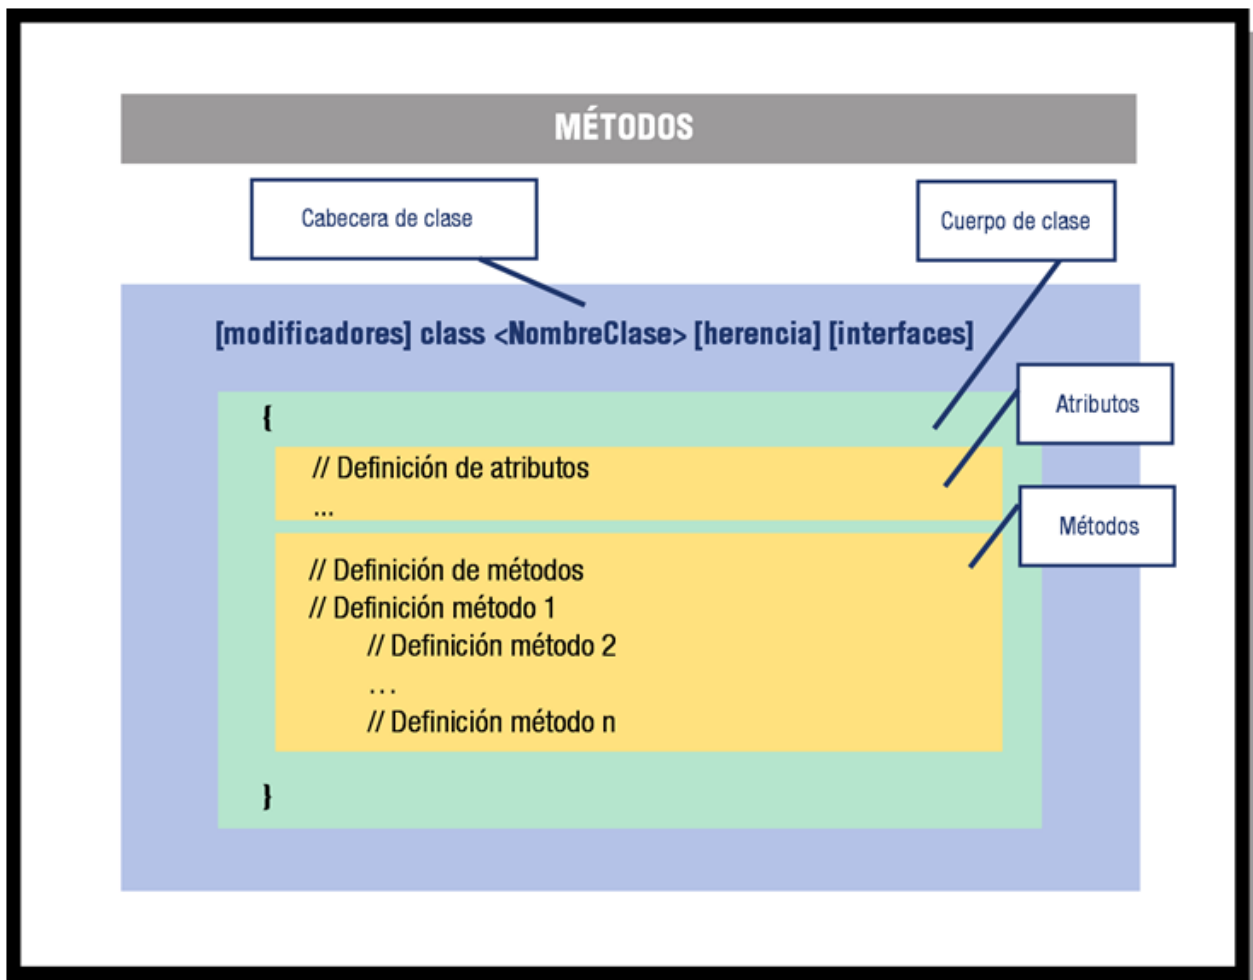 MÉTODOS
Cabecera de clase
Cuerpo de clase
[modificadores] class <NombreClase> [herencia] [interfaces]
Atributos
{
// Definición de atributos
...
Métodos
// Definición de métodos
// Definición método 1
// Definición método 2
...
// Definición método n
}